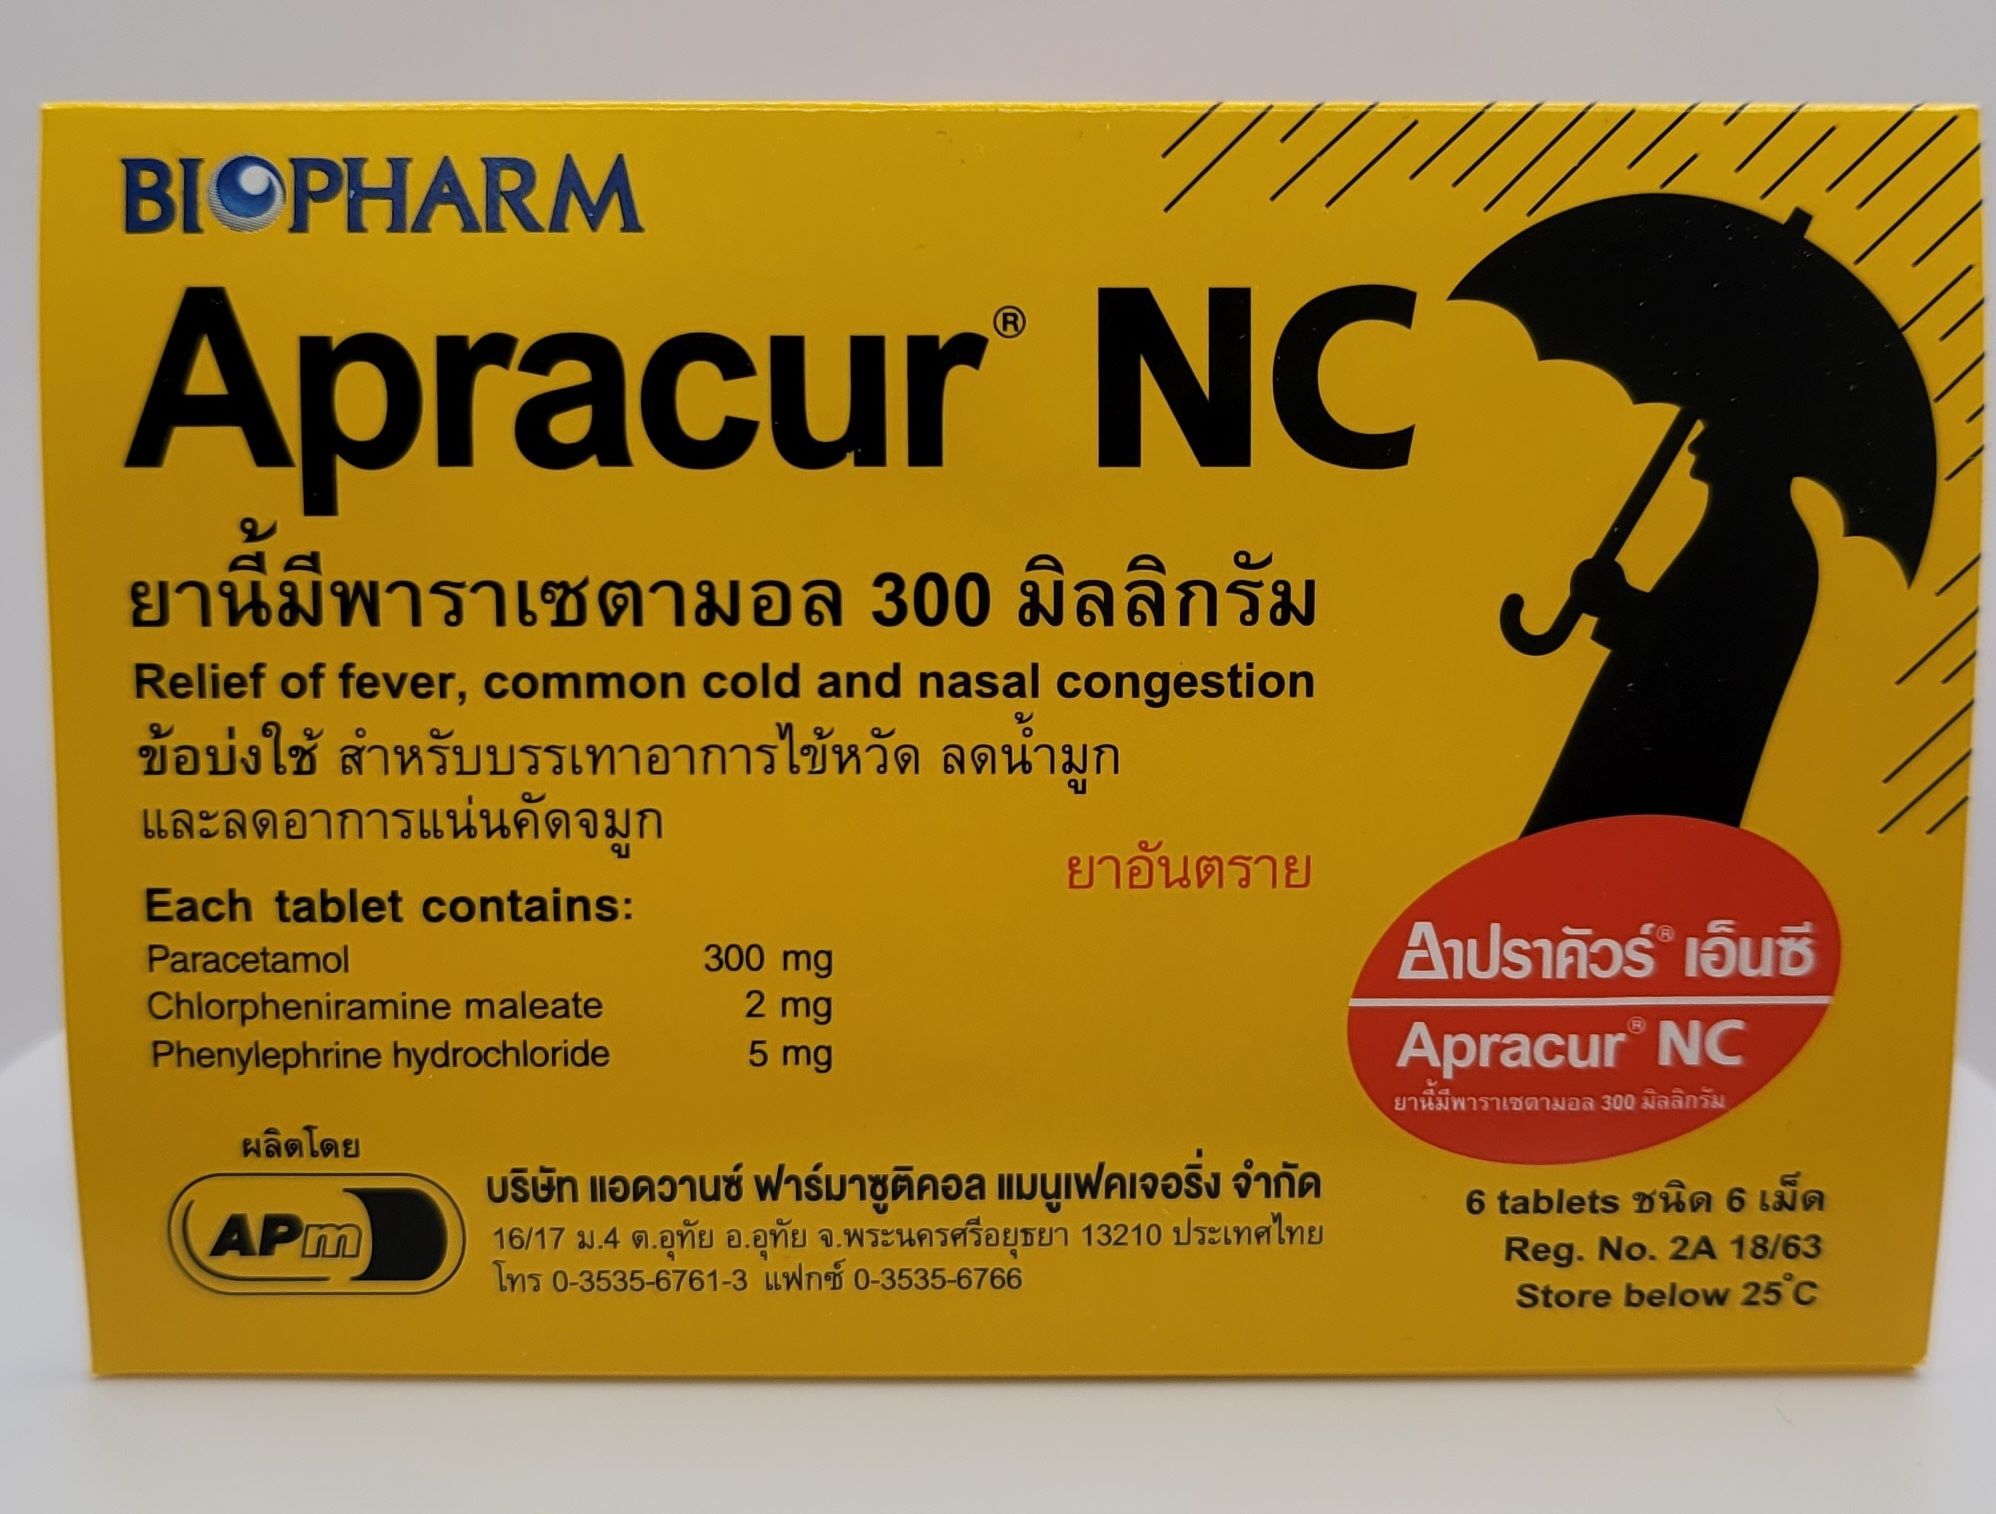 BIOPHARM
Apracur® NC
ยานี้มีพาราเซตามอล 300 มิลลิกรัม
Relief of fever, common cold and nasal congestion
ข้อบ่งใช้ สำหรับบรรเทาอาการไข้หวัด ลดน้ำมูก
และลดอาการแน่นคัดจมูก
ยาอันตราย
Each tablet contains:
Paracetamol 300 mg
Chlorpheniramine maleate 2 mg
Phenylephrine hydrochloride 5 mg
อาปราคัวร์® เอ็นซี
Apracur® NC
ยานี้มีพาราเซตามอล 300 มิลลิกรัม
ผลิตโดย
APm
บริษัท แอดวานซ์ ฟาร์มาซูติคอล แมนูเฟคเจอริ่ง จำกัด
16/17 ม.4 ต.อุทัย อ.อุทัย จ.พระนครศรีอยุธยา 13210 ประเทศไทย
โทร 0-3535-6761-3 แฟกซ์ 0-3535-6766
6 tablets ชนิด 6 เม็ด
Reg. No. 2A 18/63
Store below 25°C